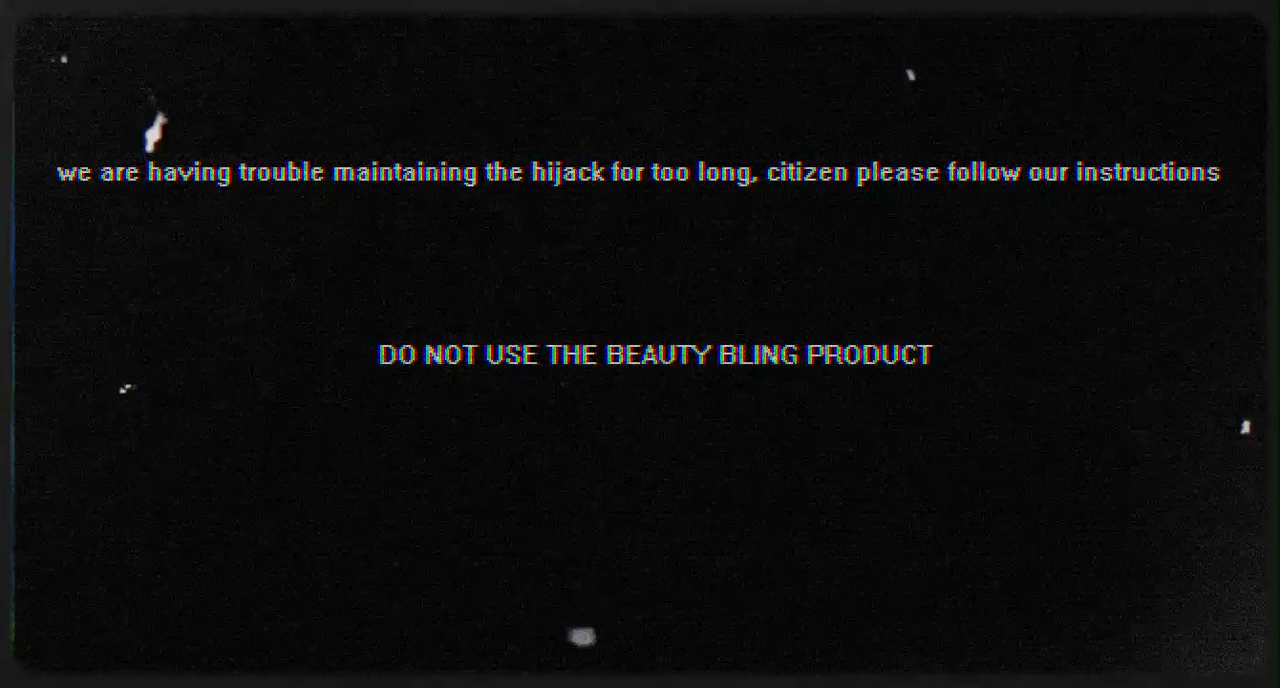 we are having trouble maintaining the hijack for too long, citizen please follow our instructions
DO NOT USE THE BEAUTY BLING PRODUCT